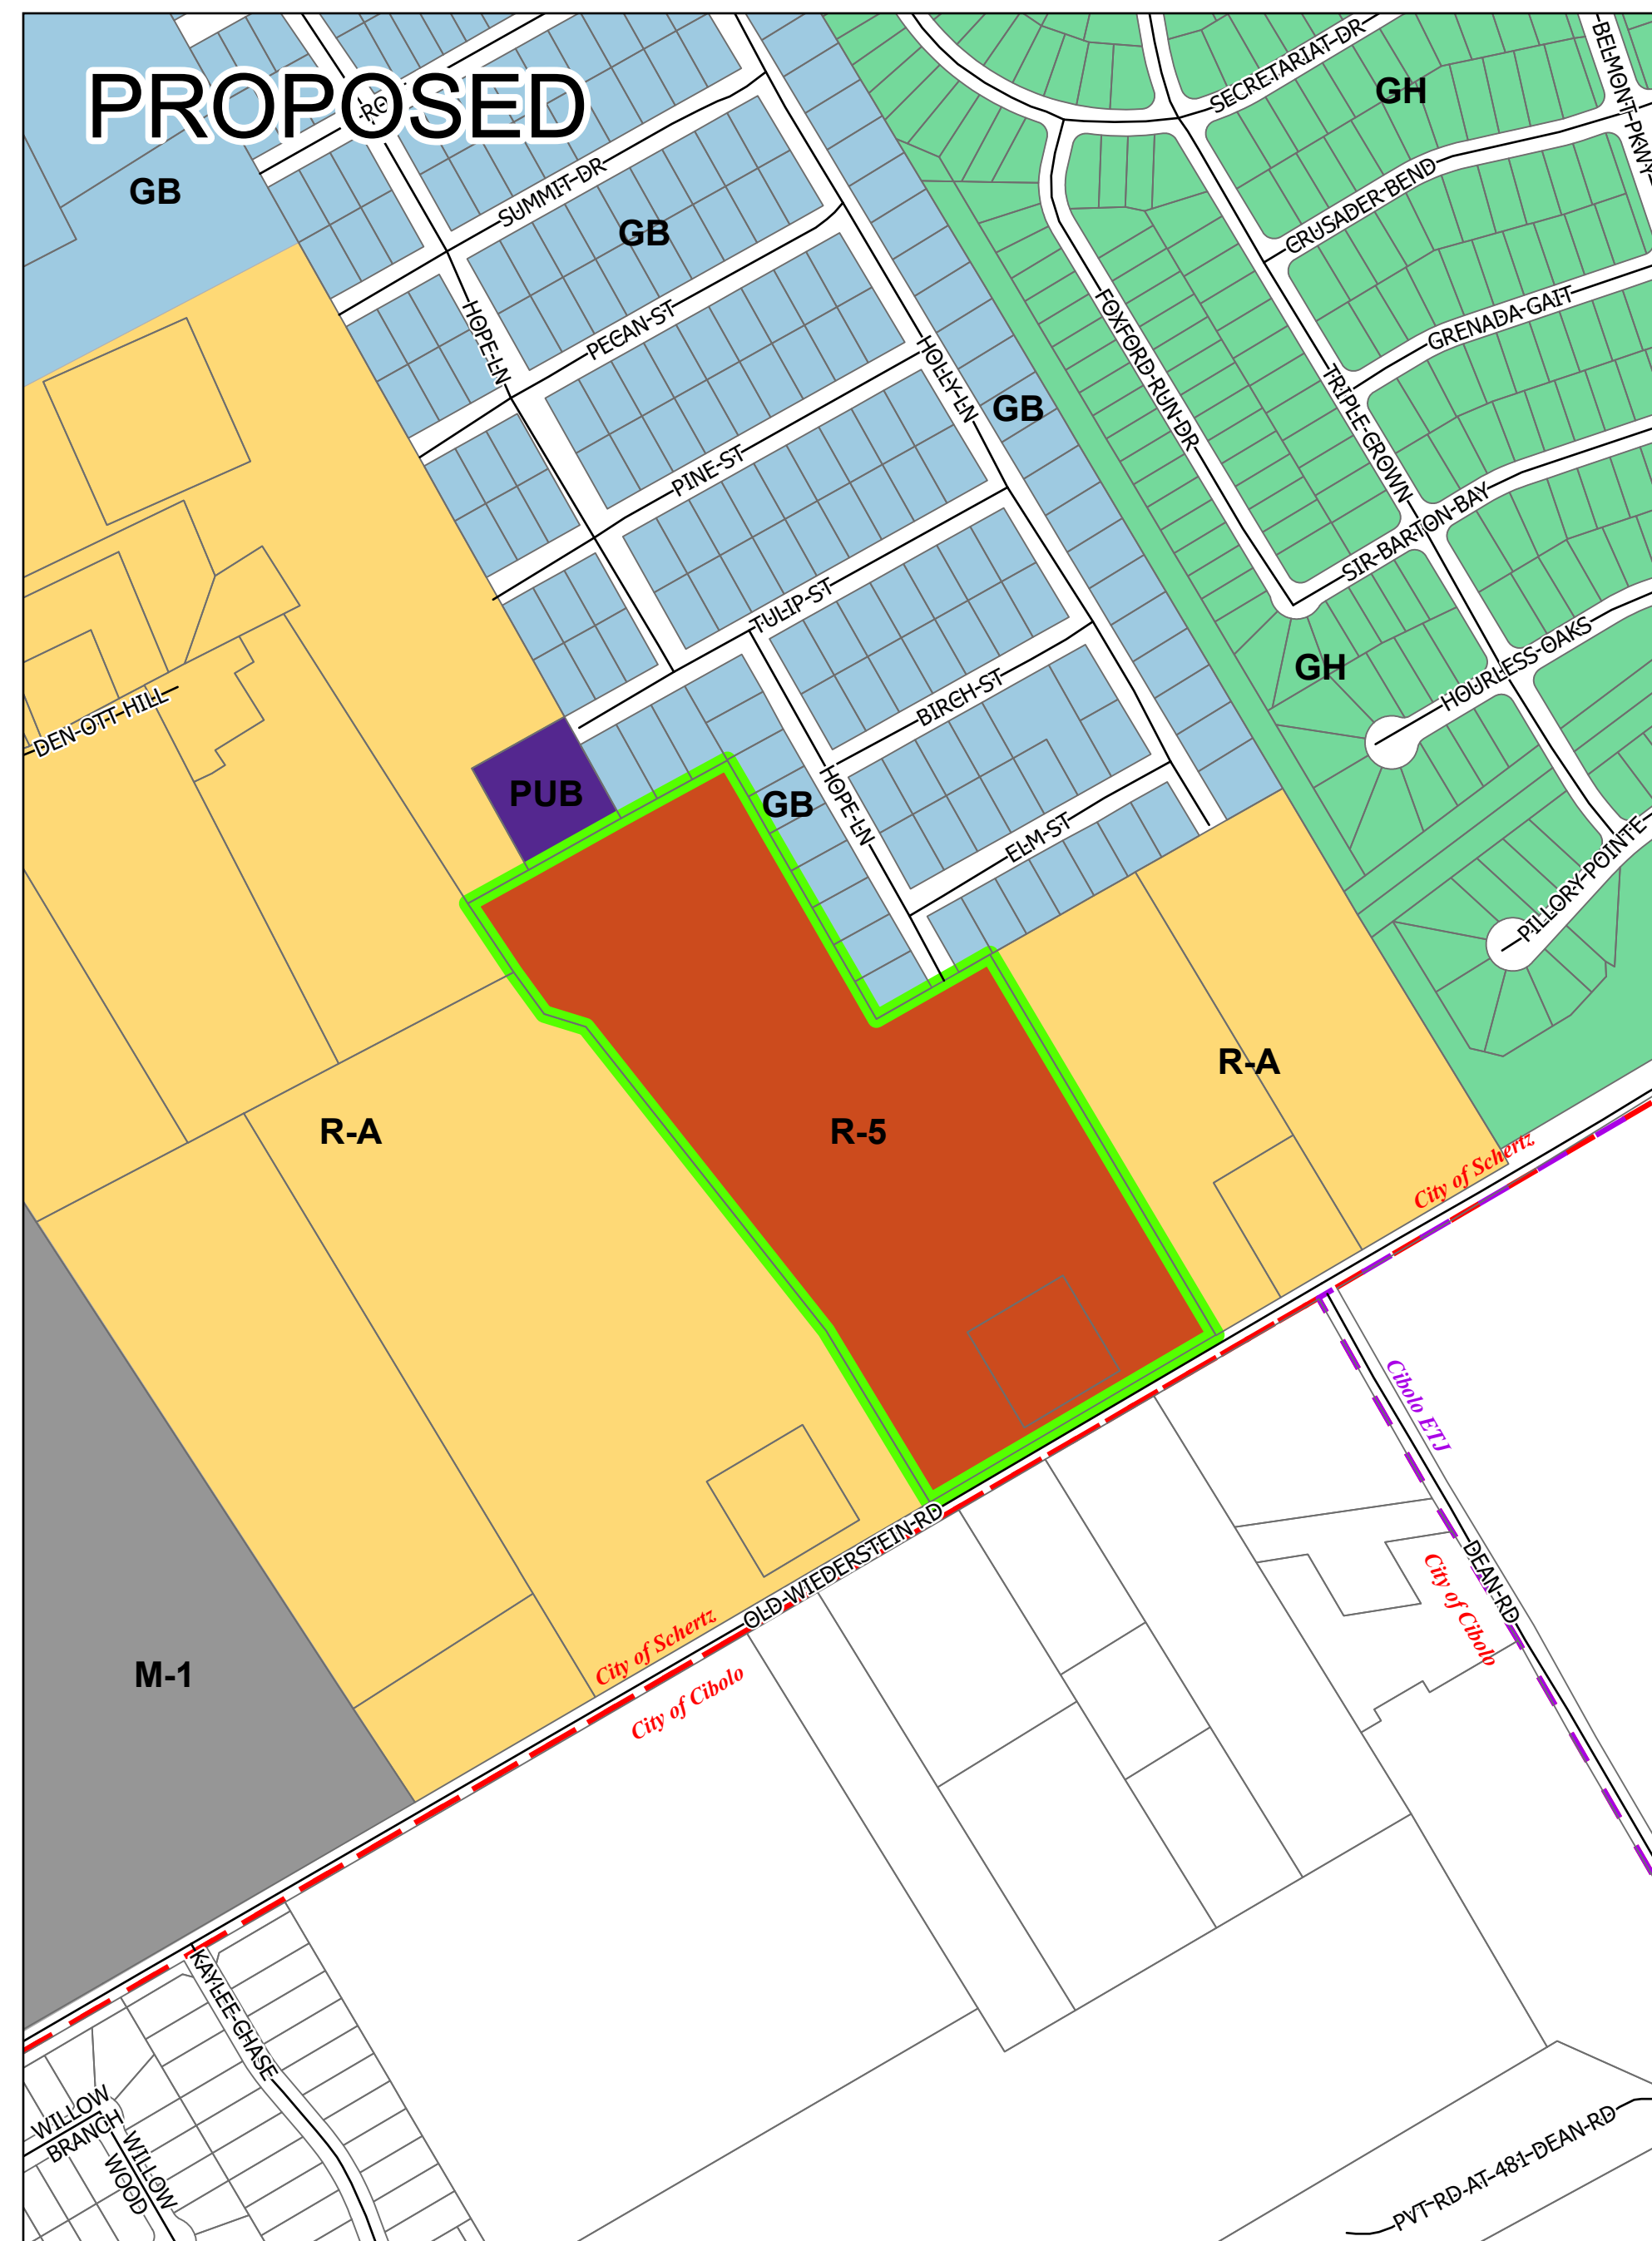 PROPOSED
SECRETARIAT-DR
BELMONT-PKWY
GH
GB
SUMMIT-DR
GB
CRUSADER-BEND
HOPE-LN
PECAN-ST
FOXFORD-RUN-DR
GRENADA-GAIT
HOLLY-LN
GB
TRIPLE-CROWN
PINE-ST
SIR-BARTON-BAY
TULIP-ST
GH
HOURLESS-OAKS
BIRCH-ST
DEN-OTT-HILL
PUB
GB
HOPE-LN
ELM-ST
PILLORY-POINTE
R-A
R-A
R-5
City of Schertz
Cibolo ETJ
OLD-WIEDERSTEIN-RD
DEAN-RD
City of Cibolo
City of Schertz
City of Cibolo
M-1
KAYLEE-CHASE
WILLOW
BRANCH
WILLOW
WOOD
PVT-RD-AT-481-DEAN-RD